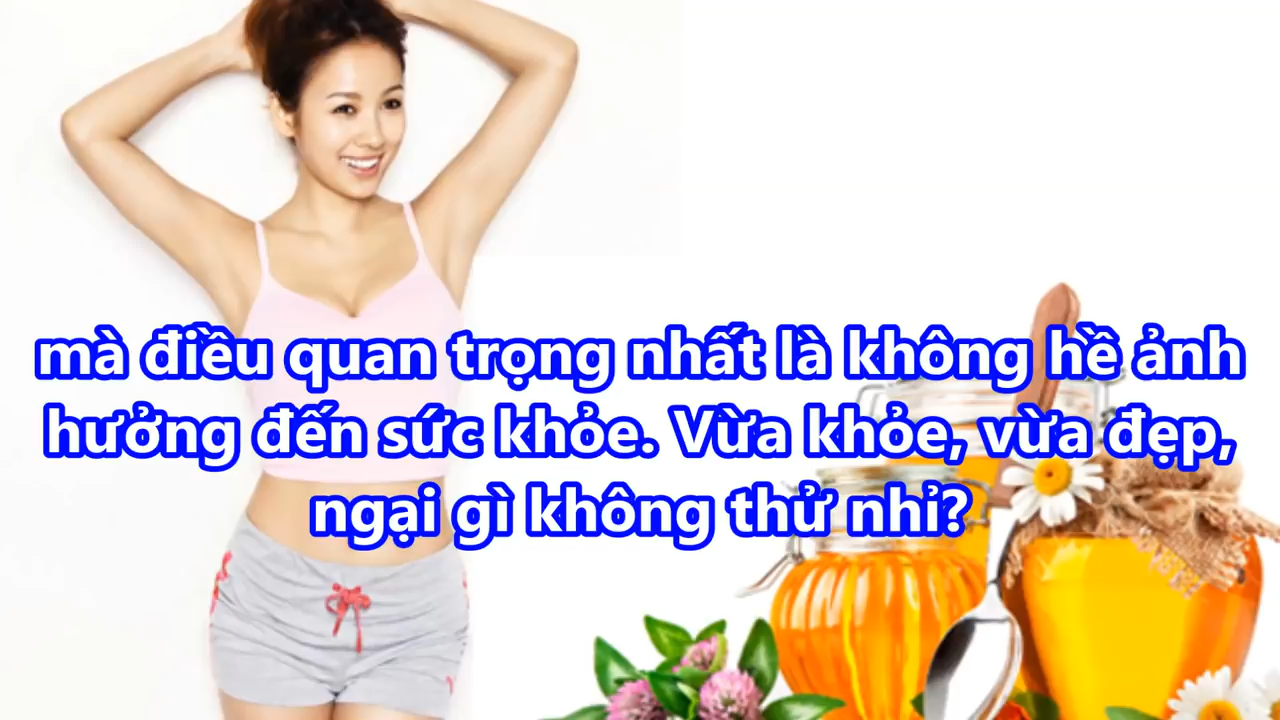 mà điều quan trọng nhất là không hề ảnh
hưởng đến sức khỏe. Vừa khỏe, vừa đẹp,
ngại gì không thử nhỉ?